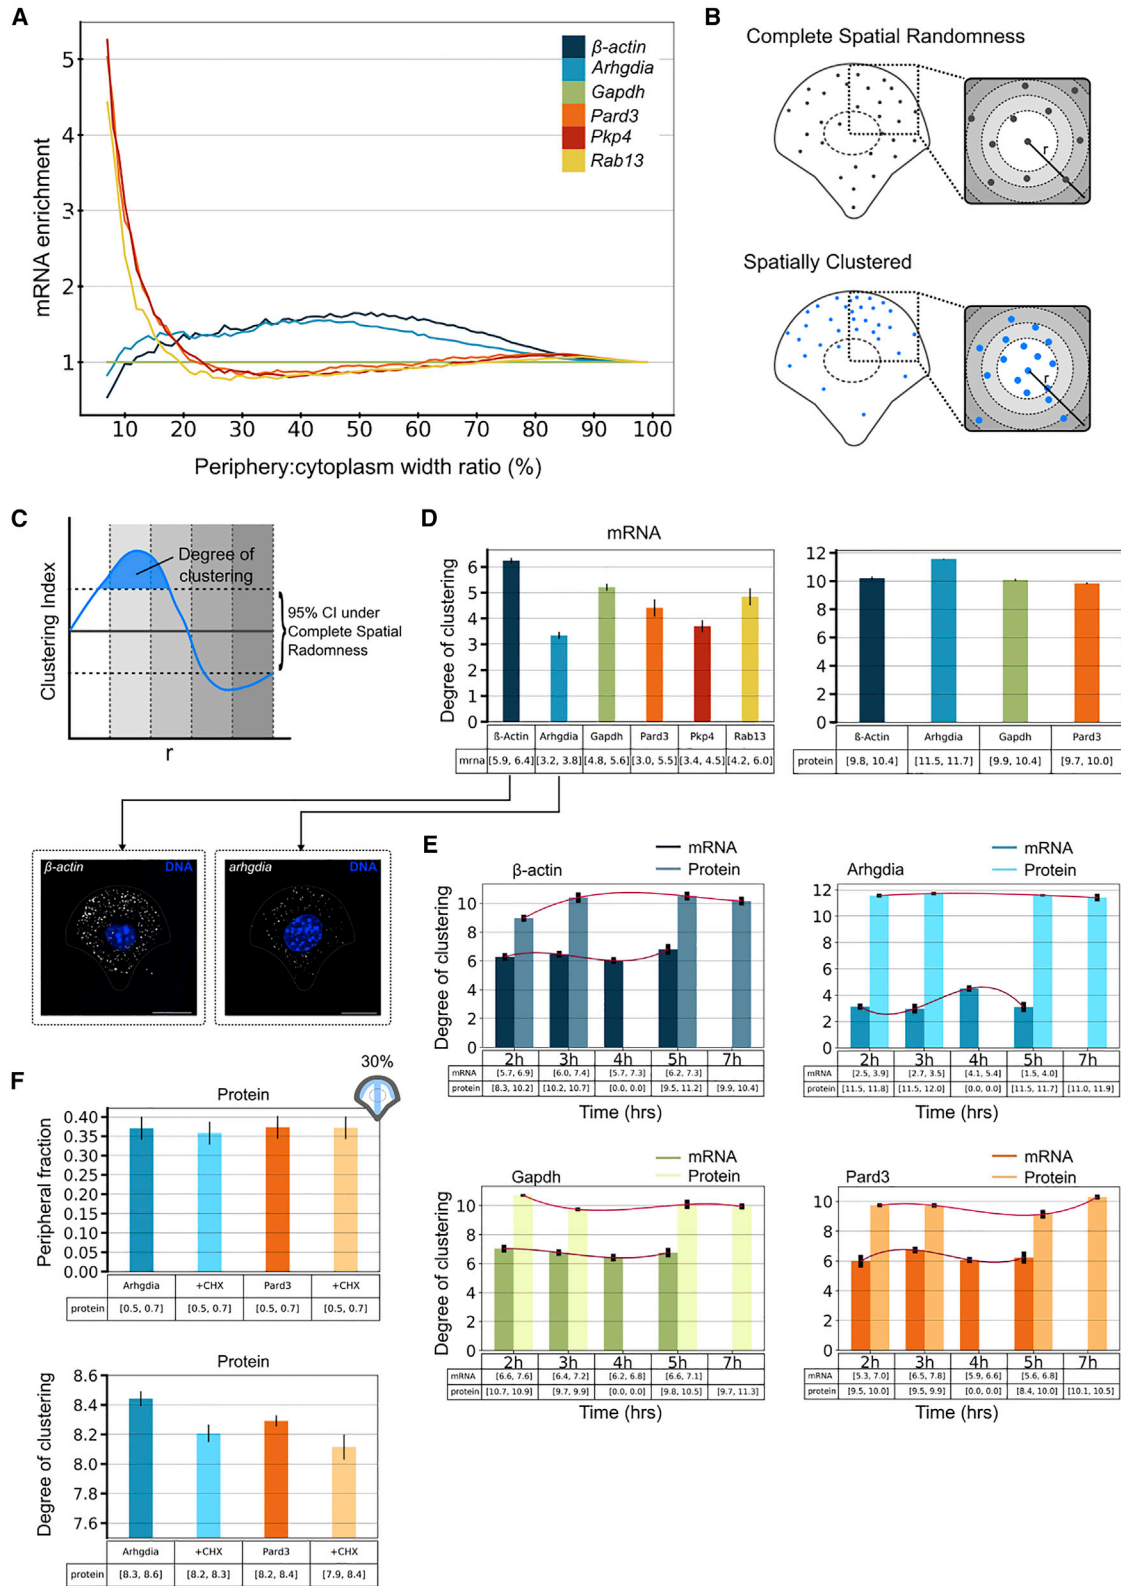 A
mRNA enrichment
5
4
3
2
1
10 20 30 40 50 60 70 80 90 100
Periphery:cytoplasm width ratio (%)
β-actin
Arhgdia
Gapdh
Pard3
Pkp4
Rab13
B
Complete Spatial Randomness
r
Spatially Clustered
r
C
Clustering Index
Degree of
clustering
95% CI under
Complete Spatial
Radomness
r
D
mRNA
Degree of clustering
6
5
4
3
2
1
0
ß-Actin Arhgdia Gapdh Pard3 Pkp4 Rab13
mrna [5.9, 6.4] [3.2, 3.8] [4.8, 5.6] [3.0, 5.5] [3.4, 4.5] [4.2, 6.0]
12
10
8
6
4
2
0
ß-Actin Arhgdia Gapdh Pard3
protein [9.8, 10.4] [11.5, 11.7] [9.9, 10.4] [9.7, 10.0]
β-actin DNA
arhgdia DNA
E
β-actin
mRNA
Protein
Degree of clustering
10
8
6
4
2
0
2h 3h 4h 5h 7h
mRNA [5.7, 6.9] [6.0, 7.4] [5.7, 7.3] [6.2, 7.3]
protein [8.3, 10.2] [10.2, 10.7] [0.0, 0.0] [9.5, 11.2] [9.9, 10.4]
Time (hrs)
Arhgdia
mRNA
Protein
12
10
8
6
4
2
0
2h 3h 4h 5h 7h
mRNA [2.5, 3.9] [2.7, 3.5] [4.1, 5.4] [1.5, 4.0]
protein [11.5, 11.8] [11.5, 12.0] [0.0, 0.0] [11.5, 11.7] [11.0, 11.9]
Time (hrs)
Gapdh
mRNA
Protein
Degree of clustering
10
8
6
4
2
0
2h 3h 4h 5h 7h
mRNA [6.6, 7.6] [6.4, 7.2] [6.2, 6.8] [6.6, 7.1]
protein [10.7, 10.9] [9.7, 9.9] [0.0, 0.0] [9.8, 10.5] [9.7, 11.3]
Time (hrs)
Pard3
mRNA
Protein
10
8
6
4
2
0
2h 3h 4h 5h 7h
mRNA [5.3, 7.0] [6.5, 7.8] [5.9, 6.6] [5.6, 6.8]
protein [9.5, 10.0] [9.5, 9.9] [0.0, 0.0] [8.4, 10.0] [10.1, 10.5]
Time (hrs)
F
30%
Protein
Peripheral fraction
0.40
0.35
0.30
0.25
0.20
0.15
0.10
0.05
0.00
Arhgdia +CHX Pard3 +CHX
protein [0.5, 0.7] [0.5, 0.7] [0.5, 0.7] [0.5, 0.7]
Protein
Degree of clustering
8.6
8.4
8.2
8.0
7.8
7.6
Arhgdia +CHX Pard3 +CHX
protein [8.3, 8.6] [8.2, 8.3] [8.2, 8.4] [7.9, 8.4]